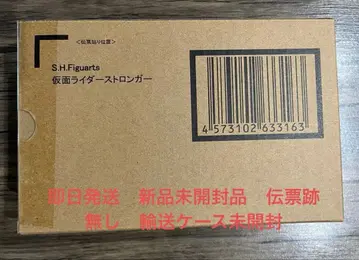 <伝票貼り位置>
S.H.Figuarts
仮面ライダーストロンガー
4 573102 633163
即日発送　新品未開封品　伝票跡
無し　輸送ケース未開封